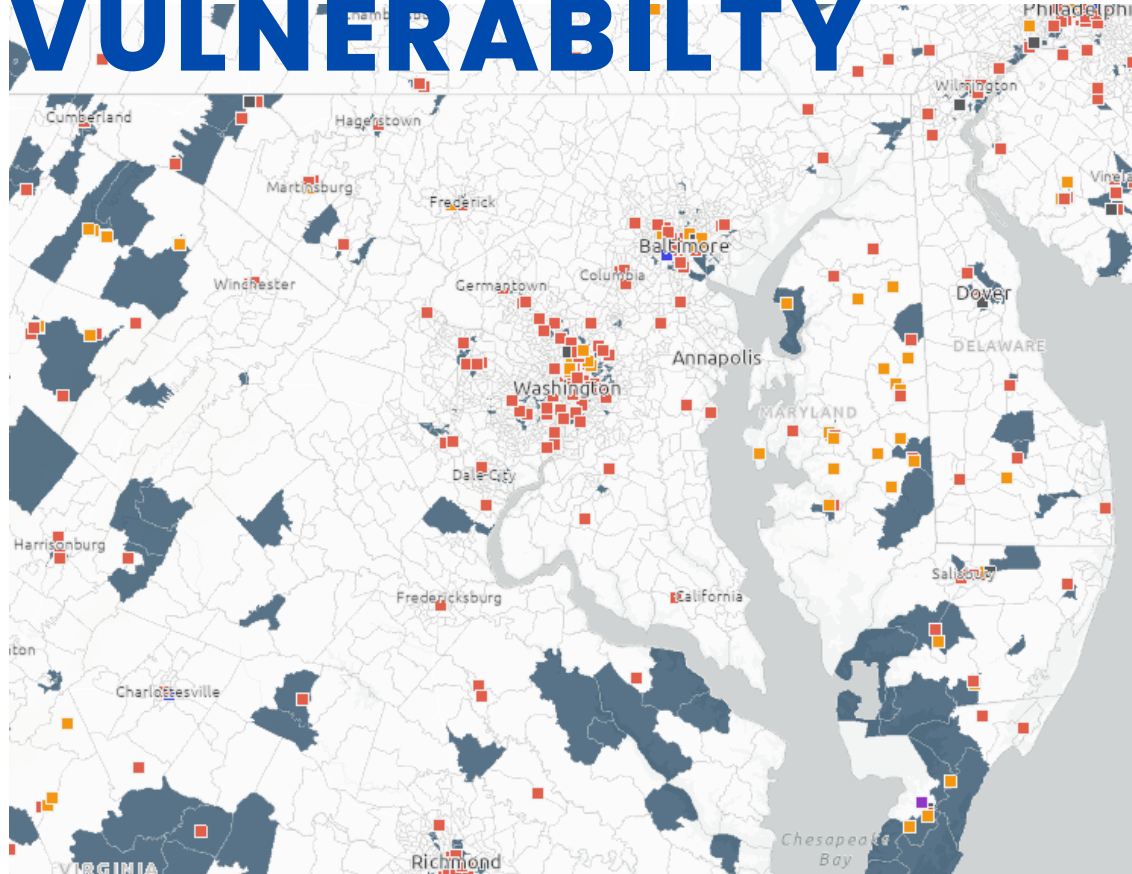 VULNERABILTY
Philadelphi
Wilmington
Cumberland
Hagerstown
Martinsburg
Frederick
Vinela
Baltimore
Columbia
Winchester
Germantown
Dover
DELAWARE
Annapolis
Washington
MARYLAND
Dale City
Harrisonburg
Salisbury
Fredericksburg
California
ton
Charlottesville
Chesapeake
Bay
Richmond
VIRGINIA